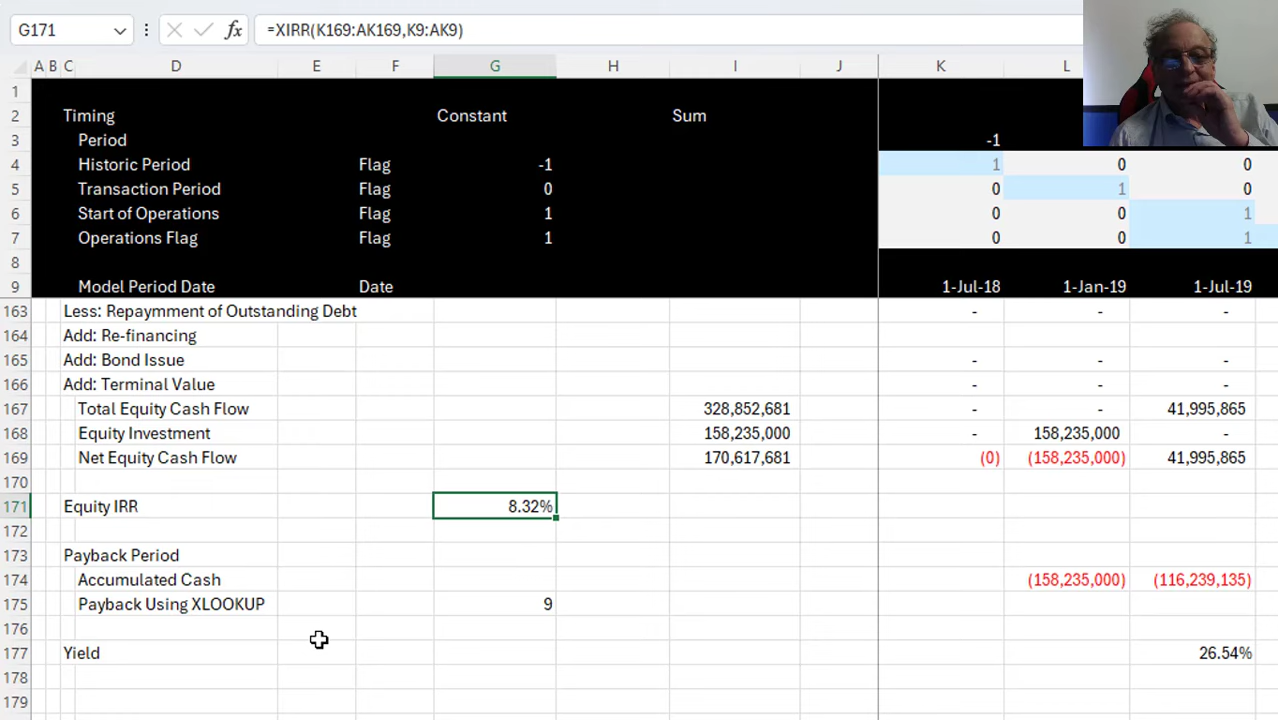 G171 fx =XIRR(K169:AK169,K9:AK9)
A B C D E F G H I J K L
1
2 Timing Constant Sum
3 Period -1
4 Historic Period Flag -1 1 0 0
5 Transaction Period Flag 0 0 1 0
6 Start of Operations Flag 1 0 0 1
7 Operations Flag Flag 1 0 0 1
8
9 Model Period Date Date 1-Jul-18 1-Jan-19 1-Jul-19
163 Less: Repaymment of Outstanding Debt - - -
164 Add: Re-financing
165 Add: Bond Issue - - -
166 Add: Terminal Value - - -
167 Total Equity Cash Flow 328,852,681 - - 41,995,865
168 Equity Investment 158,235,000 - 158,235,000 -
169 Net Equity Cash Flow 170,617,681 (0) (158,235,000) 41,995,865
170
171 Equity IRR 8.32%
172
173 Payback Period
174 Accumulated Cash (158,235,000) (116,239,135)
175 Payback Using XLOOKUP 9
176
177 Yield 26.54%
178
179